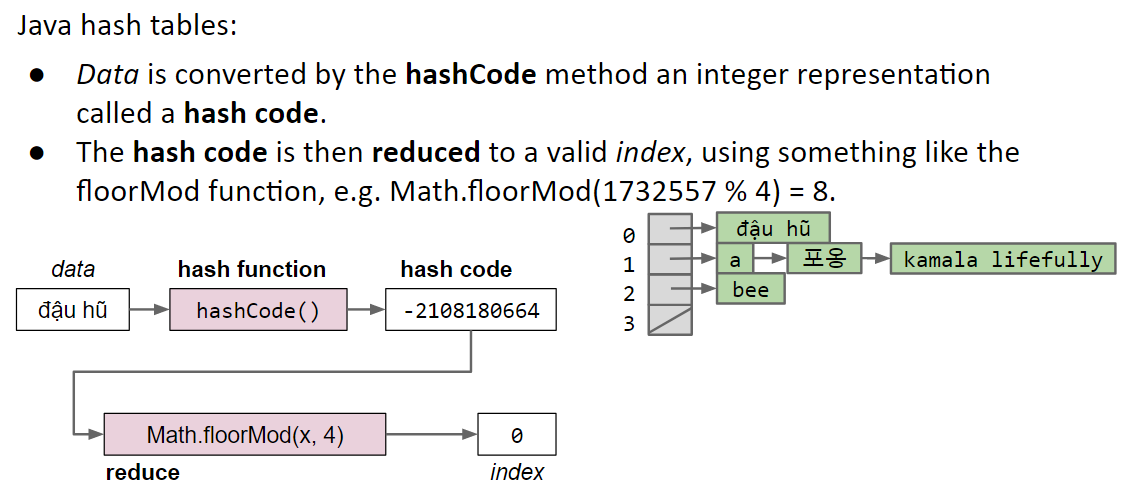 Java hash tables:
● Data is converted by the hashCode method an integer representation
called a hash code.
● The hash code is then reduced to a valid index, using something like the
floorMod function, e.g. Math.floorMod(1732557 % 4) = 8.
data
hash function
hash code
đậu hũ
hashCode()
-2108180664
Math.floorMod(x, 4)
0
reduce
index
0
đậu hũ
1
a
포옹
kamala lifefully
2
bee
3